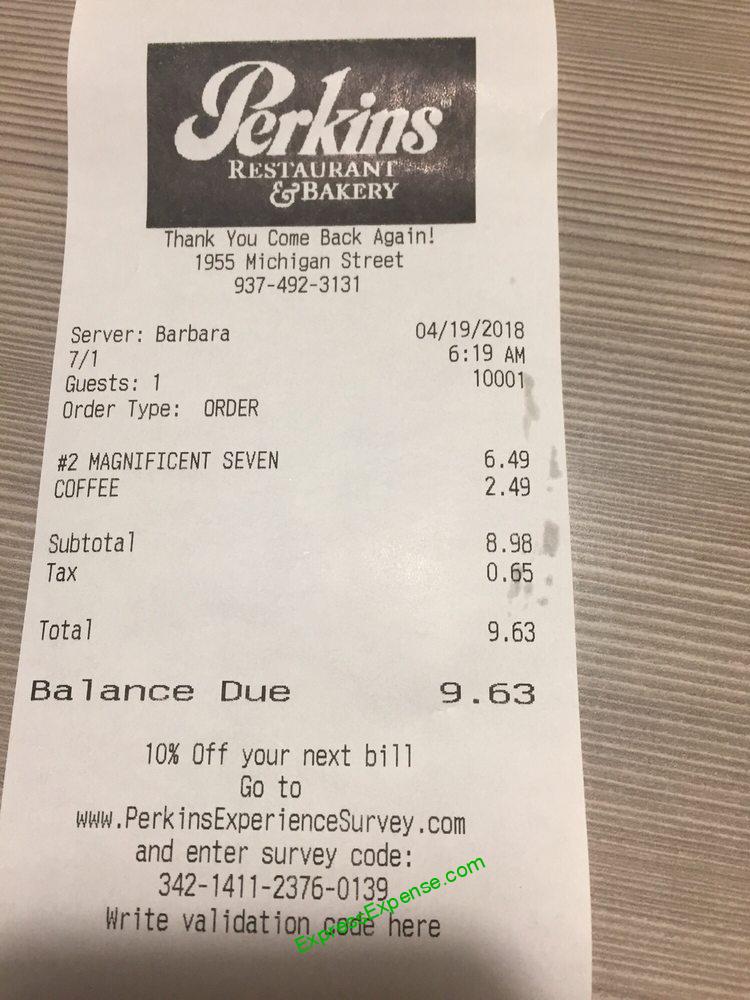 Perkins
RESTAURANT
& BAKERY
Thank You Come Back Again!
1955 Michigan Street
937-492-3131
Server: Barbara 04/19/2018
7/1 6:19 AM
Guests: 1 10001
Order Type: ORDER
#2 MAGNIFICENT SEVEN 6.49
COFFEE 2.49
Subtotal 8.98
Tax 0.65
Total 9.63
Balance Due 9.63
10% Off your next bill
Go to
www.PerkinsExperienceSurvey.com
and enter survey code:
342-1411-2376-0139
Write validation code here
ExpressExpense.com